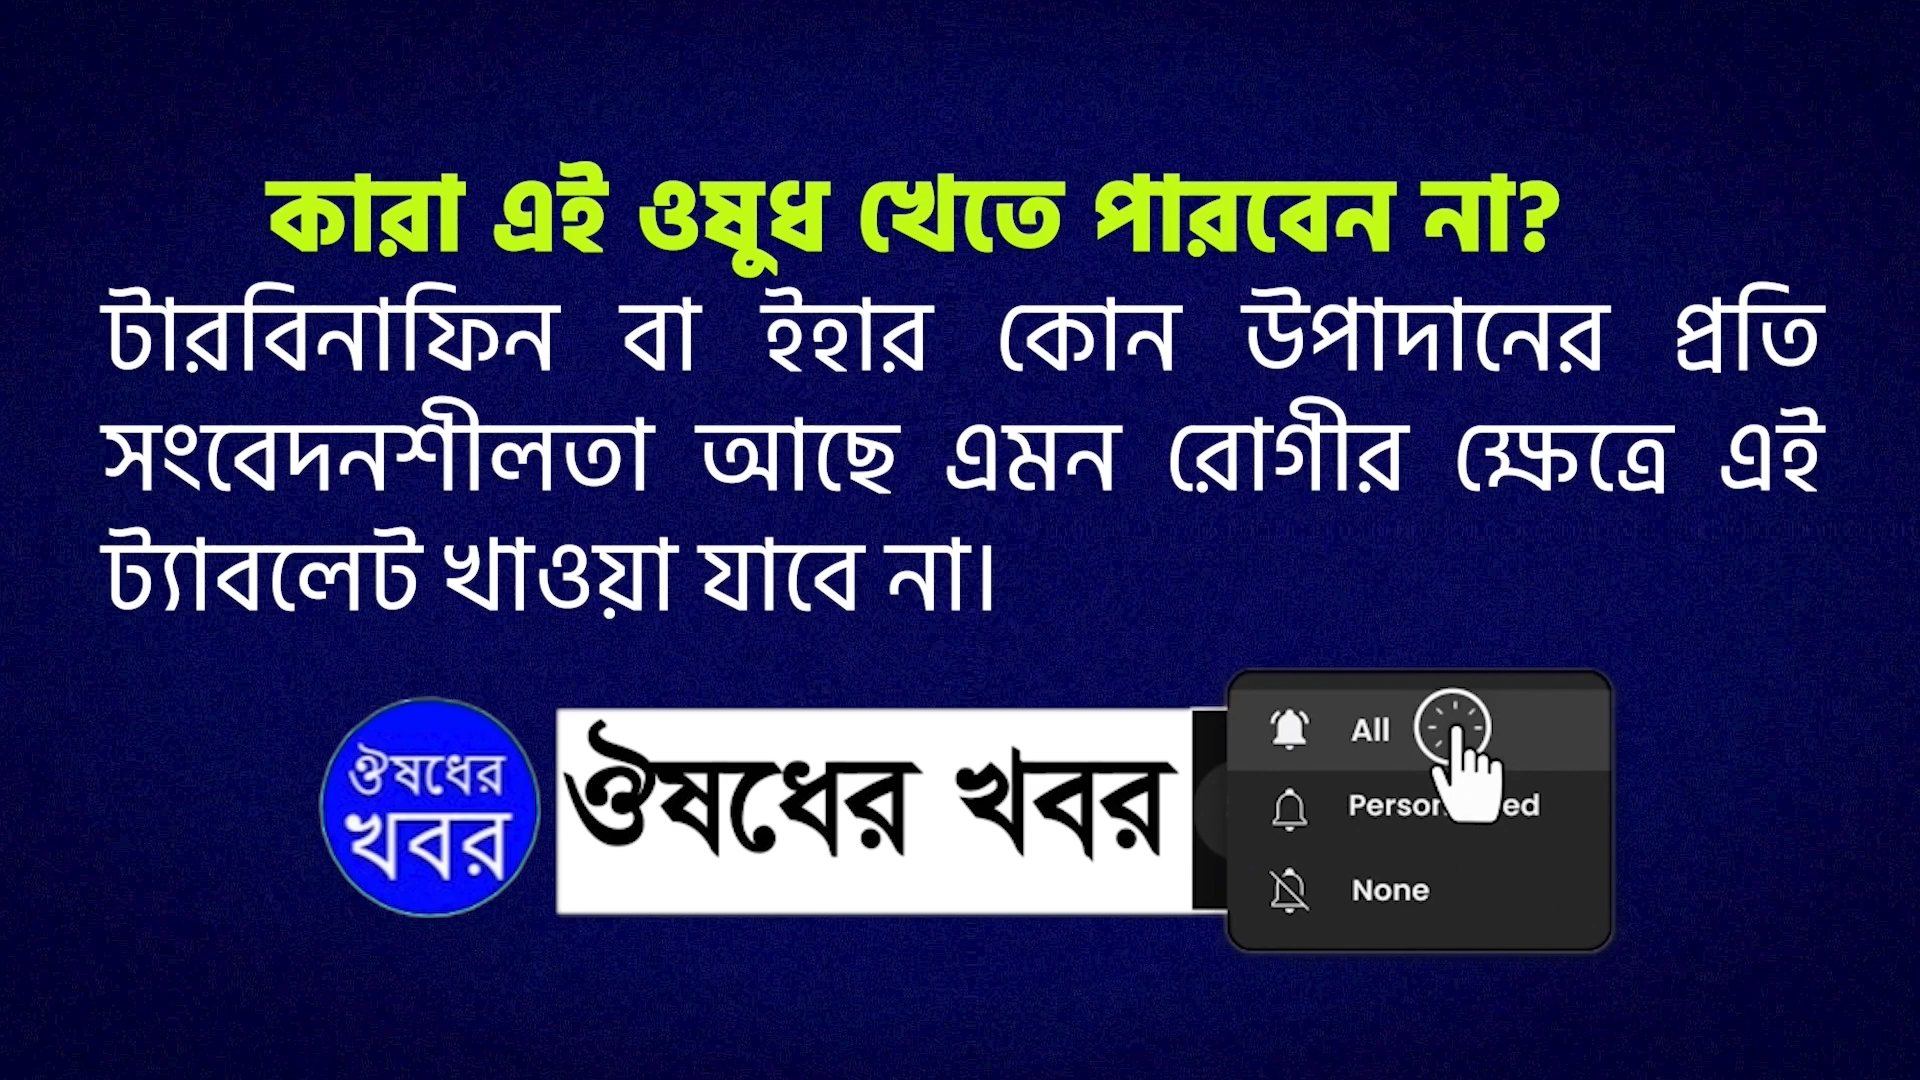 কারা এই ওষুধ খেতে পারবেন না?
টারবিনাফিন বা ইহার কোন উপাদানের প্রতি
সংবেদনশীলতা আছে এমন রোগীর ক্ষেত্রে এই
ট্যাবলেট খাওয়া যাবে না।
ঔষধের
খবর
ঔষধের খবর
All
None